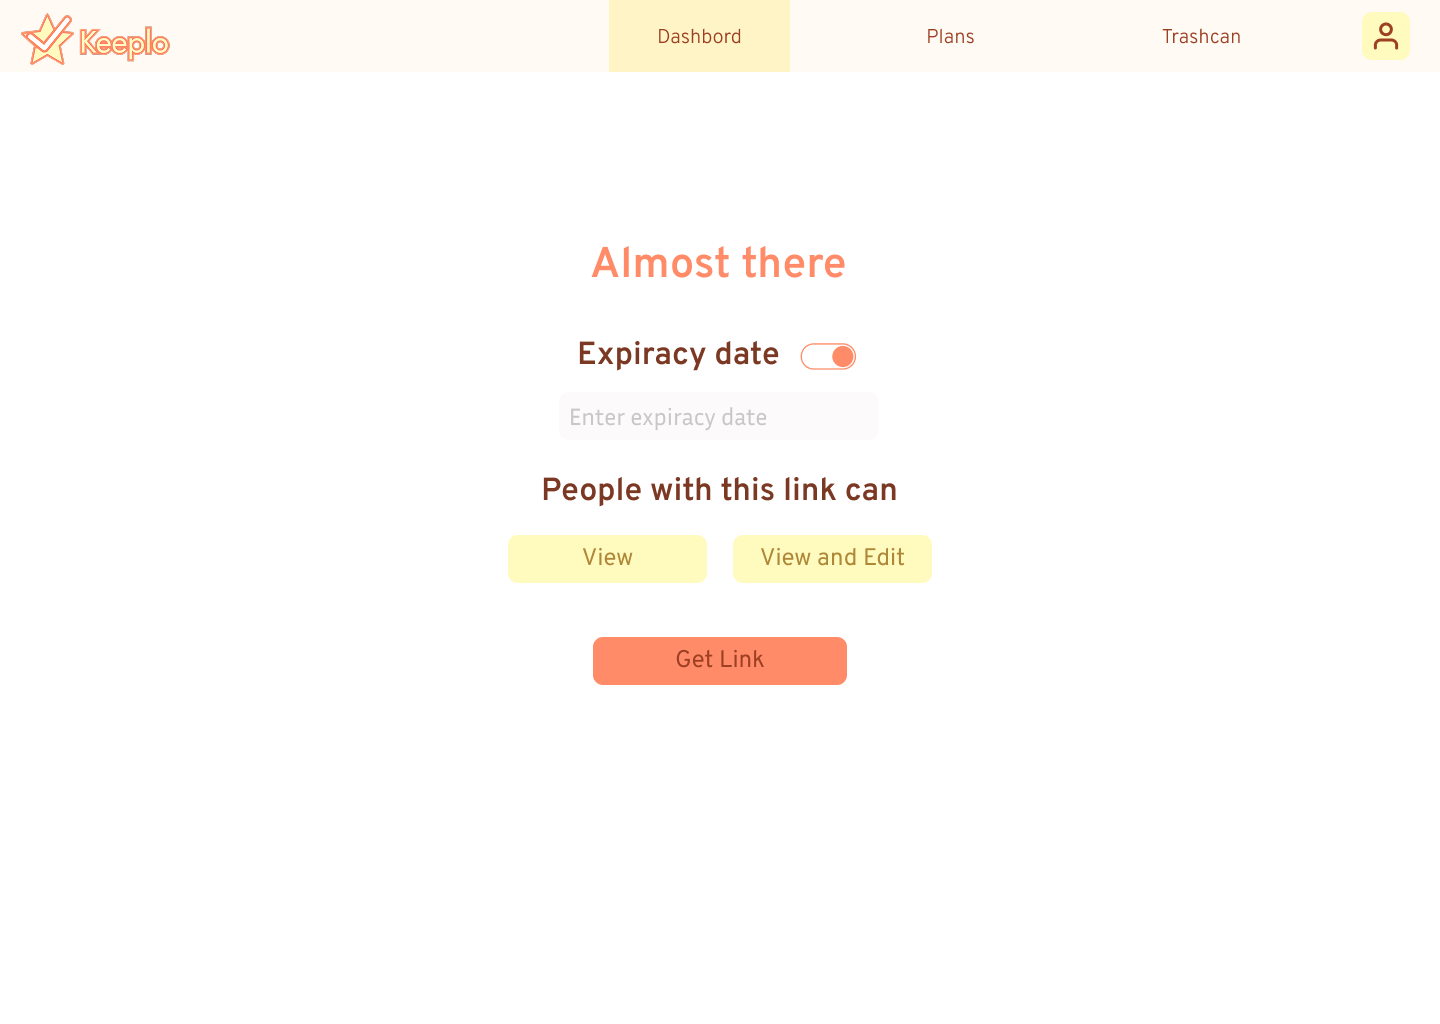 Keeplo
Dashbord
Plans
Trashcan
Almost there
Expiracy date
Enter expiracy date
People with this link can
View
View and Edit
Get Link